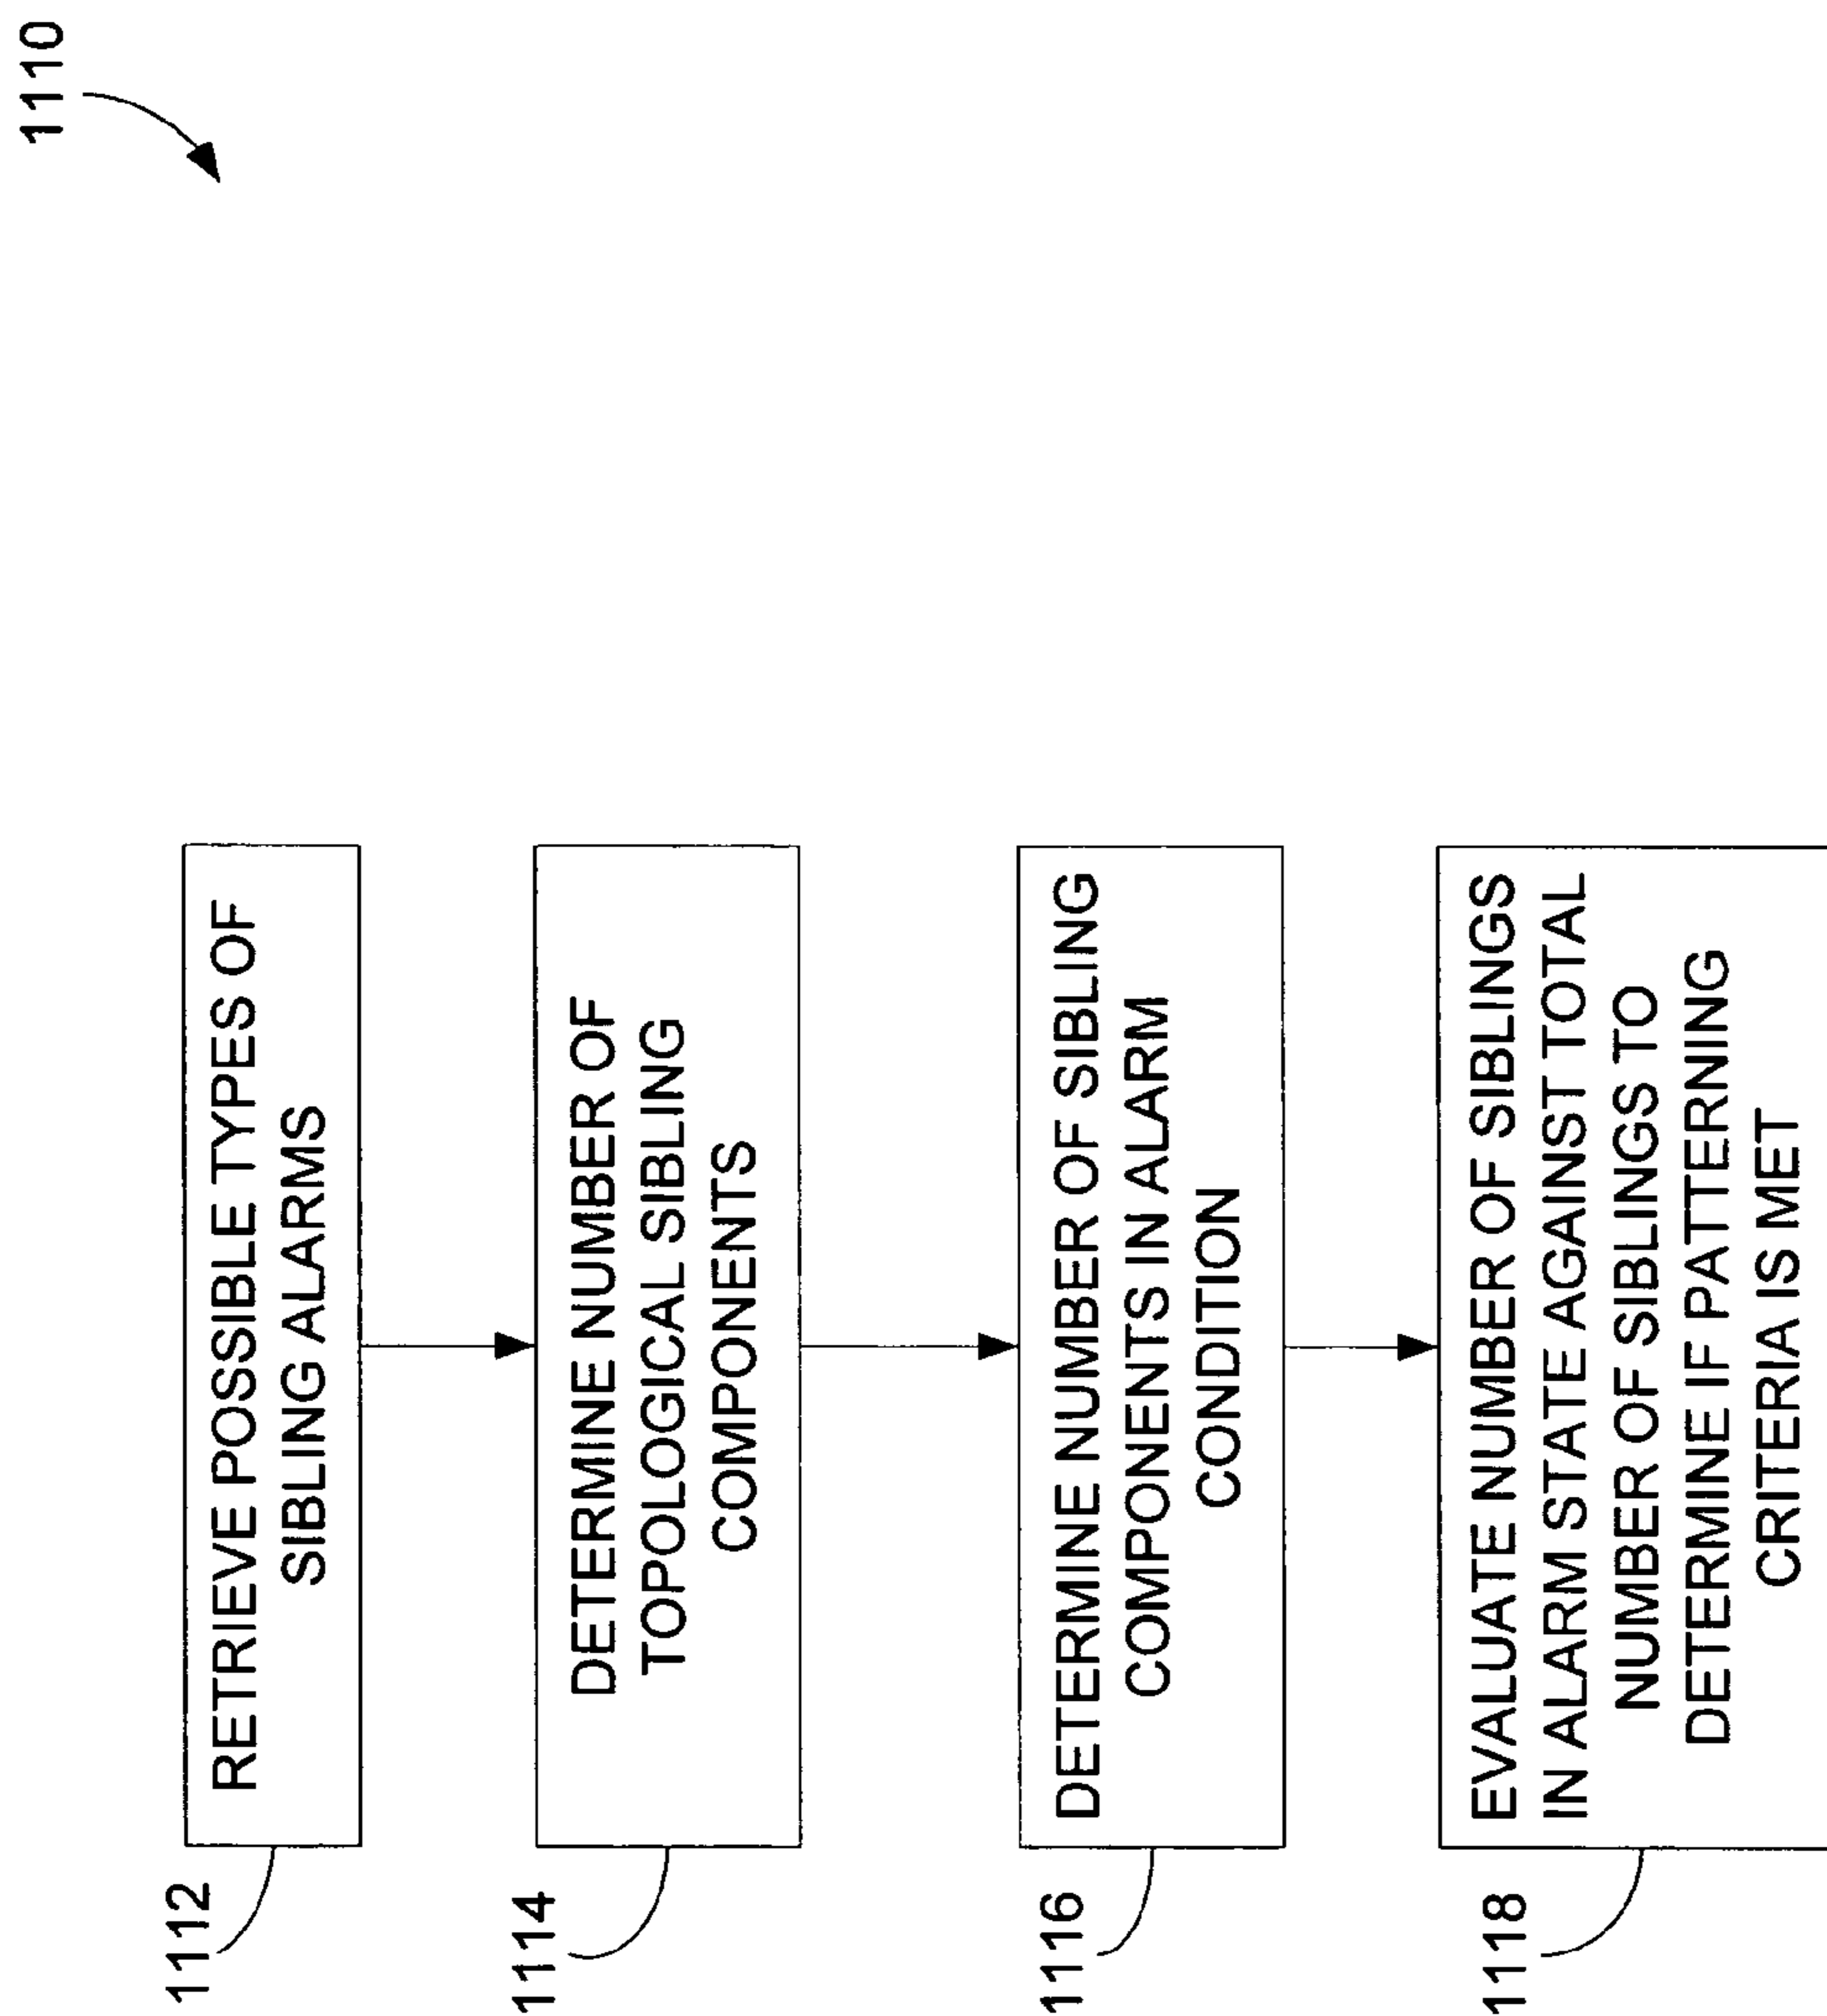 1110
1112
RETRIEVE POSSIBLE TYPES OF
SIBLING ALARMS
1114
DETERMINE NUMBER OF
TOPOLOGICAL SIBLING
COMPONENTS
1116
DETERMINE NUMBER OF SIBLING
COMPONENTS IN ALARM
CONDITION
1118
EVALUATE NUMBER OF SIBLINGS
IN ALARM STATE AGAINST TOTAL
NUMBER OF SIBLINGS TO
DETERMINE IF PATTERNING
CRITERIA IS MET